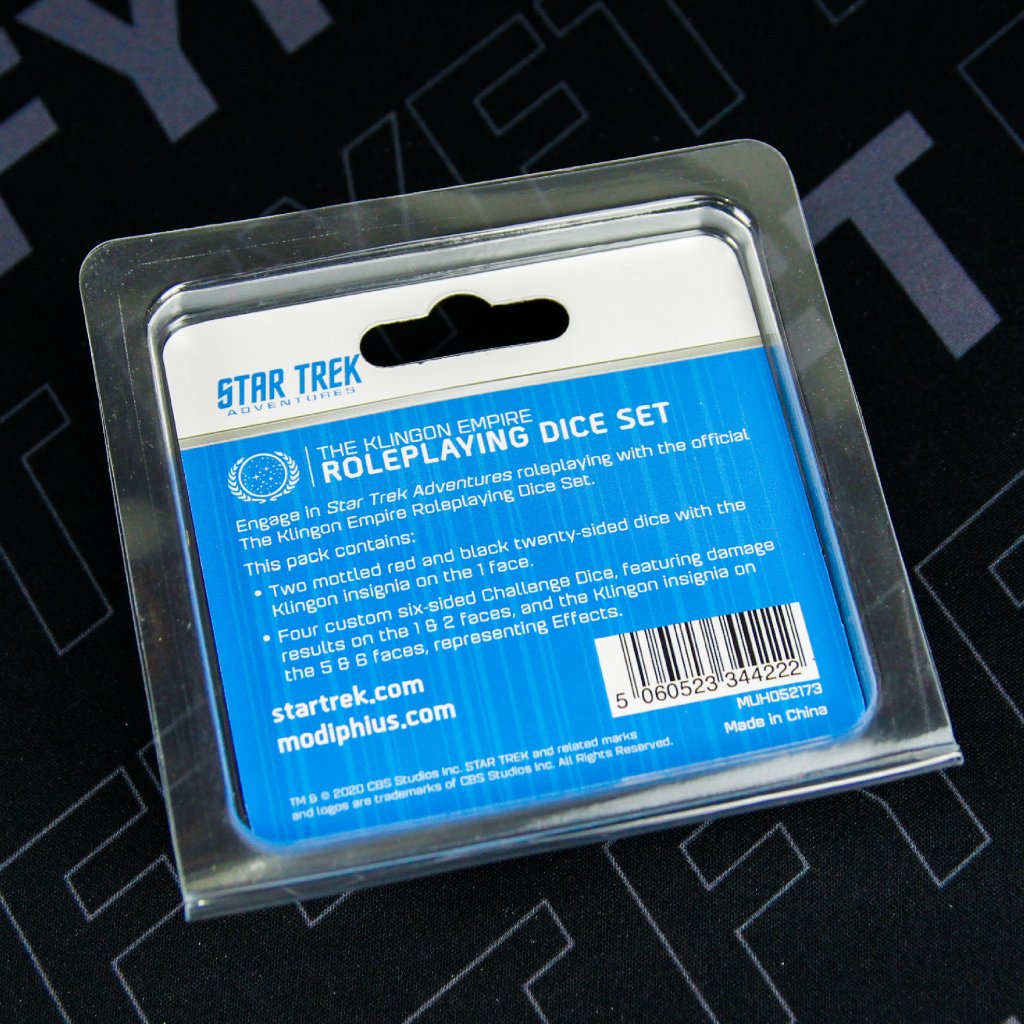 STAR TREK
ADVENTURES
THE KLINGON EMPIRE
ROLEPLAYING DICE SET
Engage in Star Trek Adventures roleplaying with the official
The Klingon Empire Roleplaying Dice Set.
This pack contains:
• Two mottled red and black twenty-sided dice with the
Klingon insignia on the 1 face.
• Four custom six-sided Challenge Dice, featuring damage
results on the 1 & 2 faces, and the Klingon insignia on
the 5 & 6 faces, representing Effects.
startrek.com
modiphius.com
5 060523 344222
MUH052173
Made in China
TM & © 2020 CBS Studios Inc. STAR TREK and related marks
and logos are trademarks of CBS Studios Inc. All Rights Reserved.